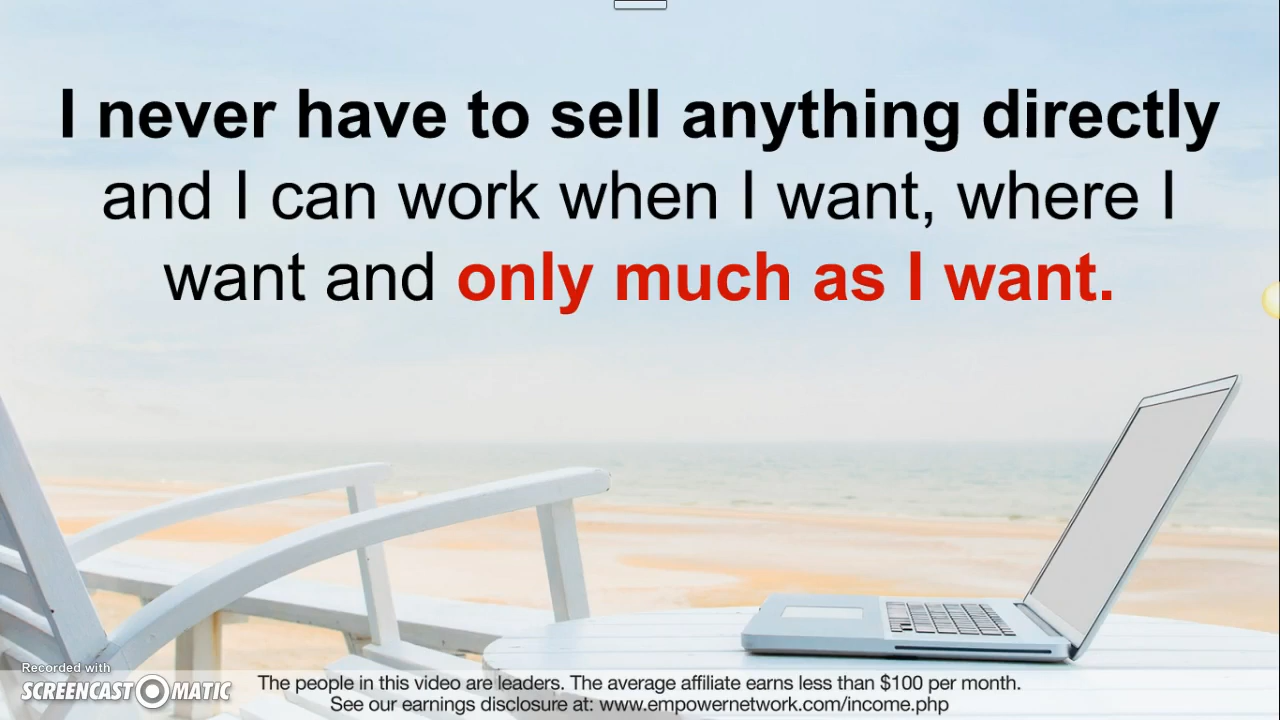 I never have to sell anything directly
and I can work when I want, where I
want and only much as I want.
Recorded with
SCREENCAST-O-MATIC
The people in this video are leaders. The average affiliate earns less than $100 per month.
See our earnings disclosure at: www.empowernetwork.com/income.php